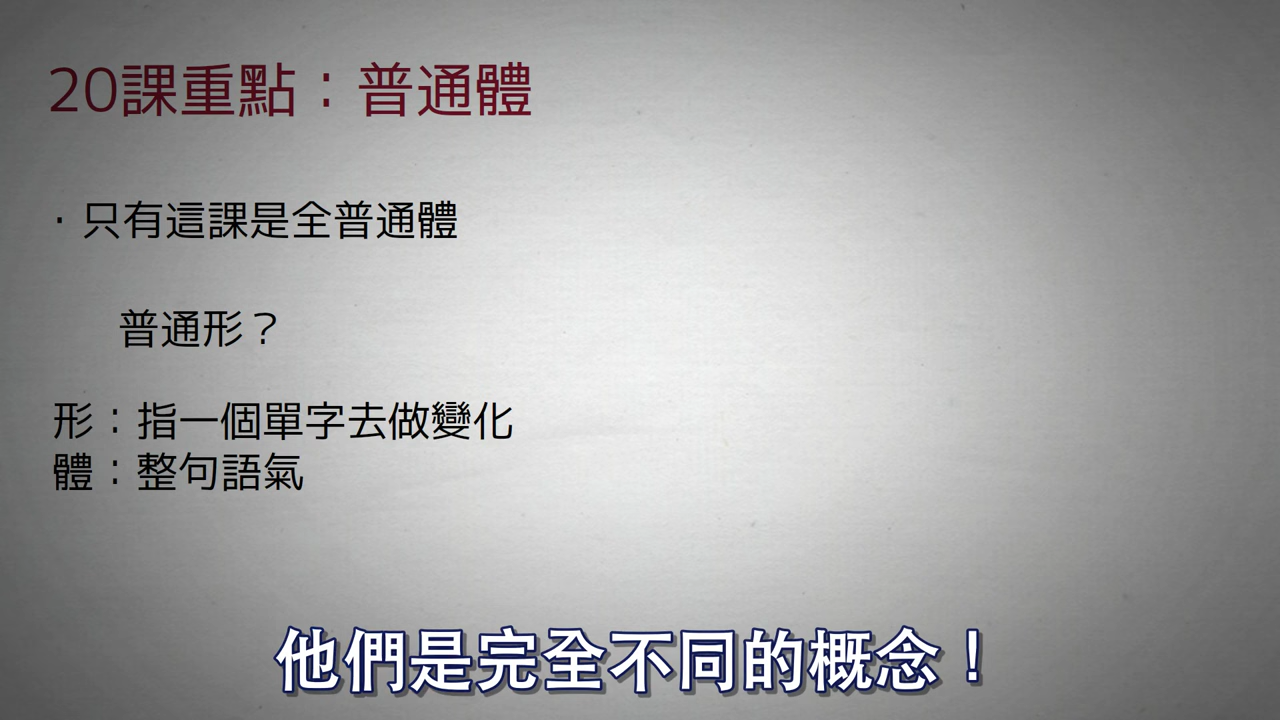 20課重點：普通體
· 只有這課是全普通體
普通形？
形：指一個單字去做變化
體：整句語氣
他們是完全不同的概念！